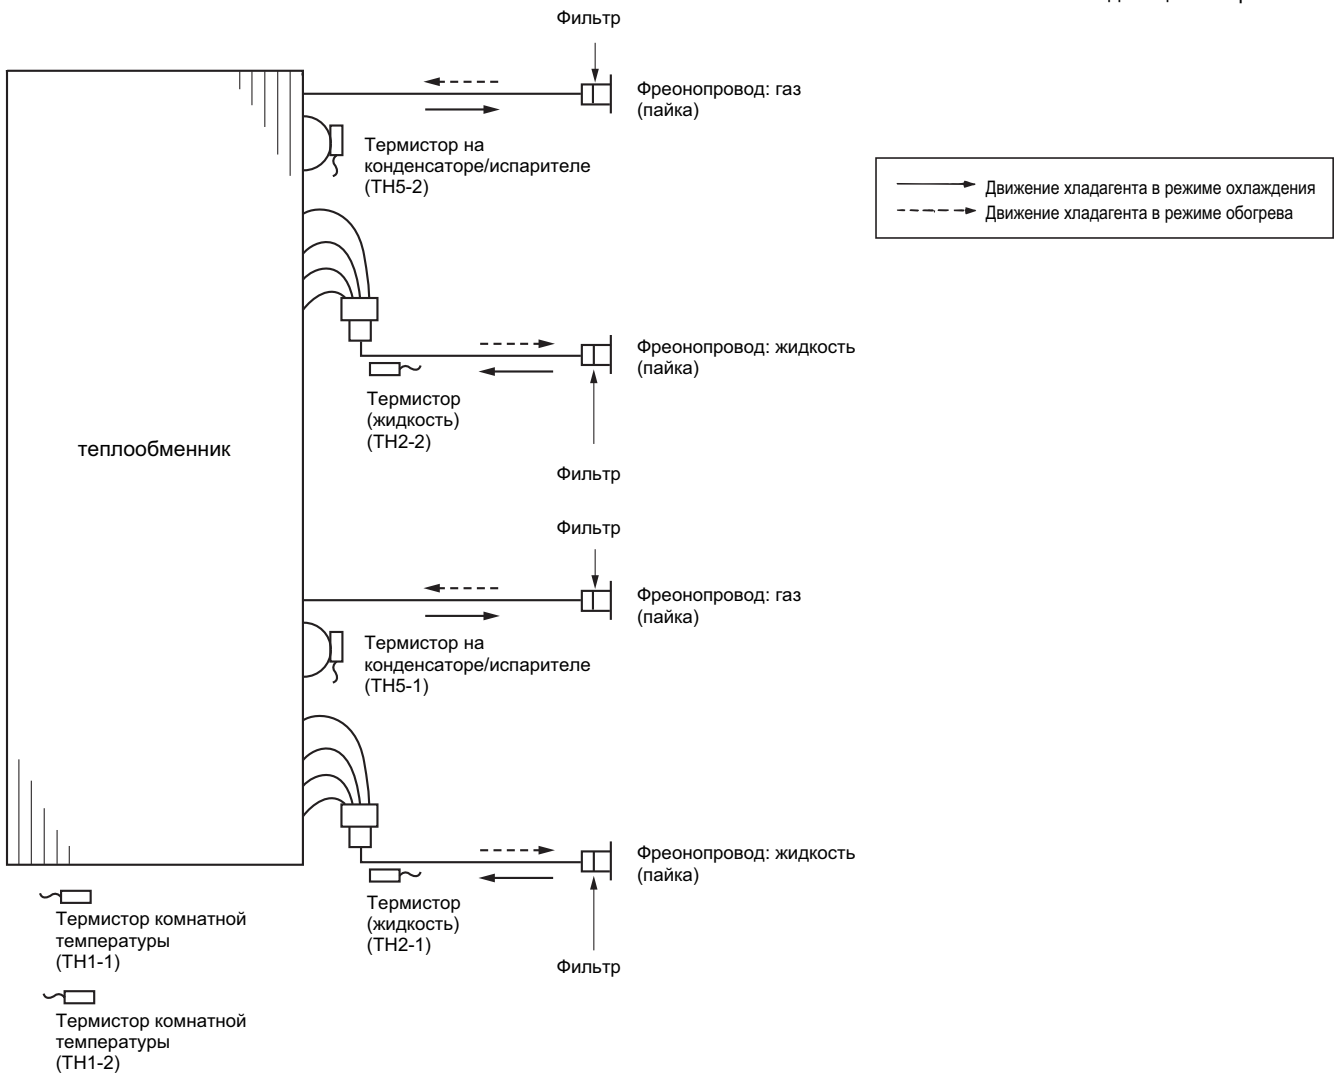 Фильтр
Фреонопровод: газ
(пайка)
Термистор на
конденсаторе/испарителе
(TH5-2)
Движение хладагента в режиме охлаждения
Движение хладагента в режиме обогрева
Фреонопровод: жидкость
(пайка)
Термистор
(жидкость)
(TH2-2)
теплообменник
Фильтр
Фильтр
Фреонопровод: газ
(пайка)
Термистор на
конденсаторе/испарителе
(TH5-1)
Фреонопровод: жидкость
(пайка)
Термистор
(жидкость)
(TH2-1)
Фильтр
Термистор комнатной
температуры
(TH1-1)
Термистор комнатной
температуры
(TH1-2)